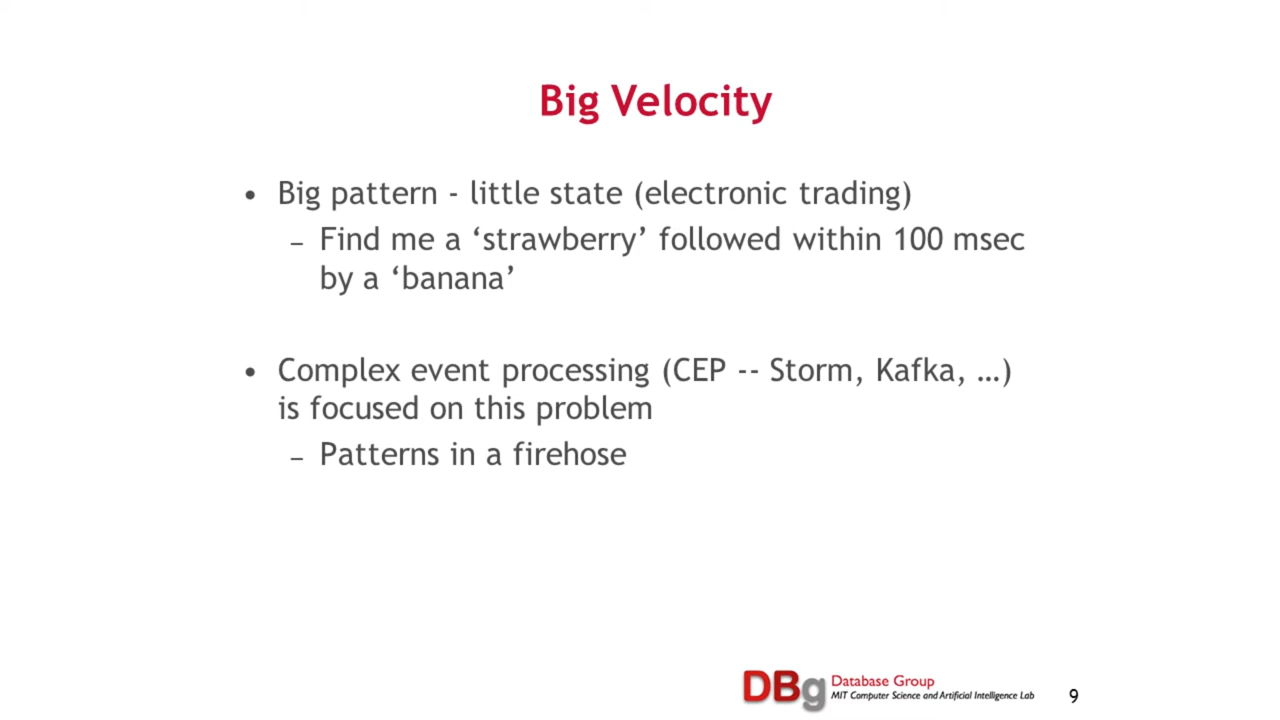 Big Velocity
• Big pattern - little state (electronic trading)
– Find me a ‘strawberry’ followed within 100 msec
by a ‘banana’
• Complex event processing (CEP -- Storm, Kafka, …)
is focused on this problem
– Patterns in a firehose
DBg
Database Group
MIT Computer Science and Artificial Intelligence Lab
9